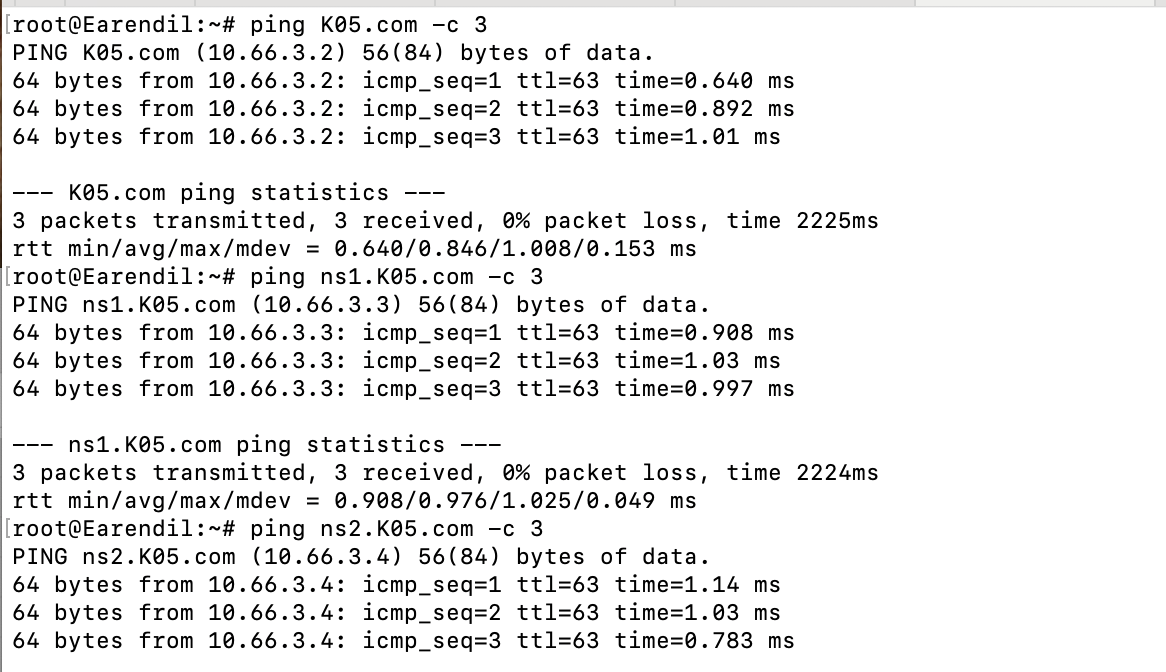 [root@Earendil:~# ping K05.com -c 3
PING K05.com (10.66.3.2) 56(84) bytes of data.
64 bytes from 10.66.3.2: icmp_seq=1 ttl=63 time=0.640 ms
64 bytes from 10.66.3.2: icmp_seq=2 ttl=63 time=0.892 ms
64 bytes from 10.66.3.2: icmp_seq=3 ttl=63 time=1.01 ms
--- K05.com ping statistics ---
3 packets transmitted, 3 received, 0% packet loss, time 2225ms
rtt min/avg/max/mdev = 0.640/0.846/1.008/0.153 ms
[root@Earendil:~# ping ns1.K05.com -c 3
PING ns1.K05.com (10.66.3.3) 56(84) bytes of data.
64 bytes from 10.66.3.3: icmp_seq=1 ttl=63 time=0.908 ms
64 bytes from 10.66.3.3: icmp_seq=2 ttl=63 time=1.03 ms
64 bytes from 10.66.3.3: icmp_seq=3 ttl=63 time=0.997 ms
--- ns1.K05.com ping statistics ---
3 packets transmitted, 3 received, 0% packet loss, time 2224ms
rtt min/avg/max/mdev = 0.908/0.976/1.025/0.049 ms
[root@Earendil:~# ping ns2.K05.com -c 3
PING ns2.K05.com (10.66.3.4) 56(84) bytes of data.
64 bytes from 10.66.3.4: icmp_seq=1 ttl=63 time=1.14 ms
64 bytes from 10.66.3.4: icmp_seq=2 ttl=63 time=1.03 ms
64 bytes from 10.66.3.4: icmp_seq=3 ttl=63 time=0.783 ms